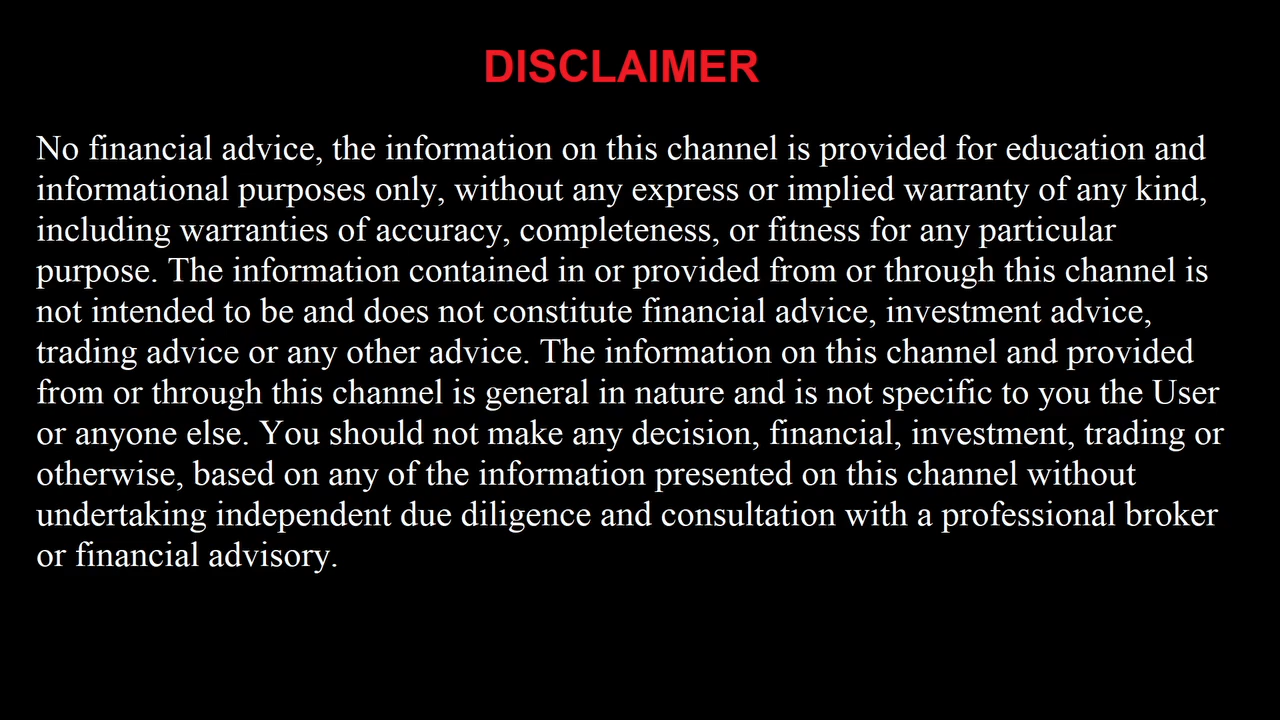 DISCLAIMER
No financial advice, the information on this channel is provided for education and
informational purposes only, without any express or implied warranty of any kind,
including warranties of accuracy, completeness, or fitness for any particular
purpose. The information contained in or provided from or through this channel is
not intended to be and does not constitute financial advice, investment advice,
trading advice or any other advice. The information on this channel and provided
from or through this channel is general in nature and is not specific to you the User
or anyone else. You should not make any decision, financial, investment, trading or
otherwise, based on any of the information presented on this channel without
undertaking independent due diligence and consultation with a professional broker
or financial advisory.